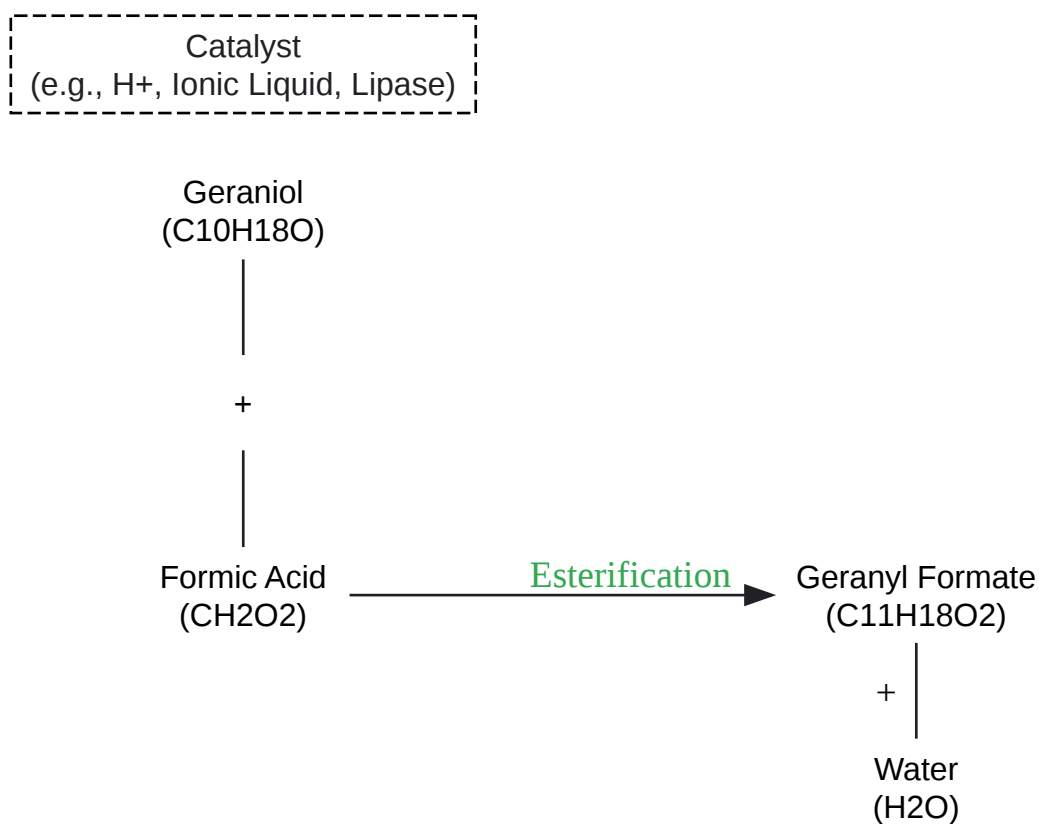 Catalyst
(e.g., H+, Ionic Liquid, Lipase)
Geraniol
(C10H18O)
+
Formic Acid
(CH2O2)
Esterification
Geranyl Formate
(C11H18O2)
+
Water
(H2O)